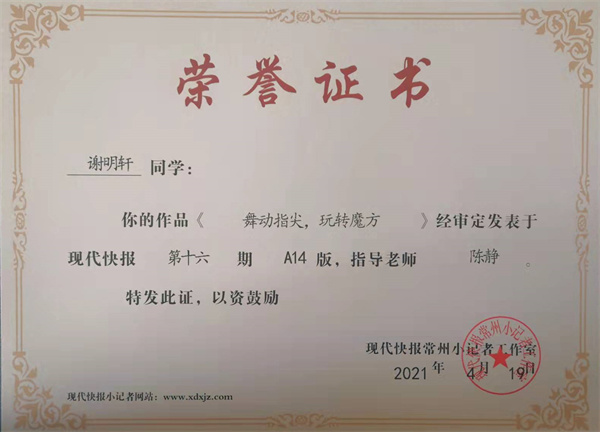 荣誉证书
谢明轩 同学：
你的作品《 舞动指尖，玩转魔方 》经审定发表于
现代快报 第十六 期 A14 版，指导老师 陈静 。
特发此证，以资鼓励
现代快报常州小记者工作室
2021 年 4 月 19 日
现代快报小记者网站：www.xdxjz.com